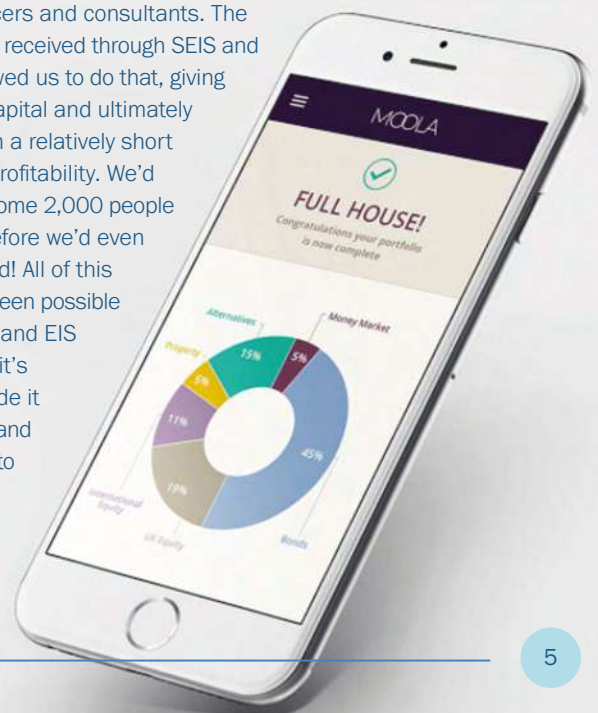 cers and consultants. The
received through SEIS and
wed us to do that, giving
apital and ultimately
a relatively short
rofitability. We'd
ome 2,000 people
efore we'd even
d! All of this
een possible
and EIS
it's
de it
and
to
MOOLA
FULL HOUSE!
Congratulations your portfolio
is now complete
Alternatives
Money Market
Property
15%
5%
5%
11%
45%
19%
International
Equity
UK Equity
Bonds
5